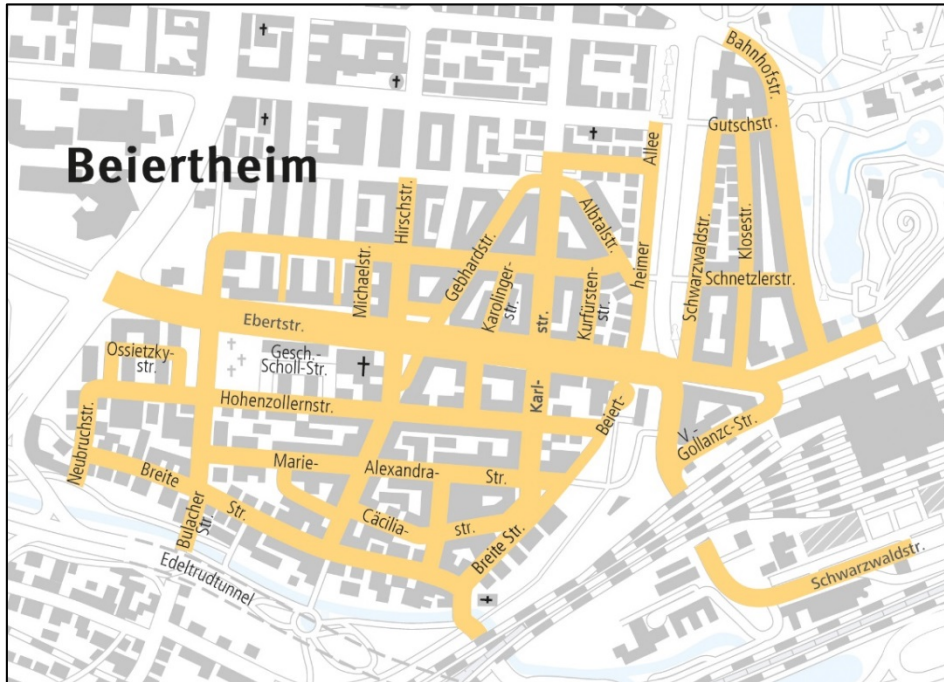 Bahnhofstr.
Gutschstr.
Allee
Beiertheim
Hirschstr.
Albtalstr.
Gebhardstr.
Michaelstr.
Karolinger-
str.
Kurfürsten-
str.
heimer
Schwarzwaldstr.
Klosestr.
Schnetzlerstr.
str.
Ebertstr.
Ossietzky-
str.
Gesch.-
Scholl-Str.
Karl-
Hohenzollernstr.
Beiert-
V.-
Gollanzc-Str.
Neubruchstr.
Marie-
Alexandra-
Str.
Breite
Str.
Bulacher
Str.
Cäcilia-
str.
Breite Str.
Edeltrudtunnel
Schwarzwaldstr.